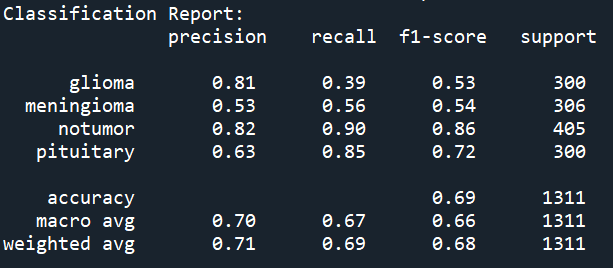 Classification Report:
precision recall f1-score support
glioma 0.81 0.39 0.53 300
meningioma 0.53 0.56 0.54 306
notumor 0.82 0.90 0.86 405
pituitary 0.63 0.85 0.72 300
accuracy 0.69 1311
macro avg 0.70 0.67 0.66 1311
weighted avg 0.71 0.69 0.68 1311